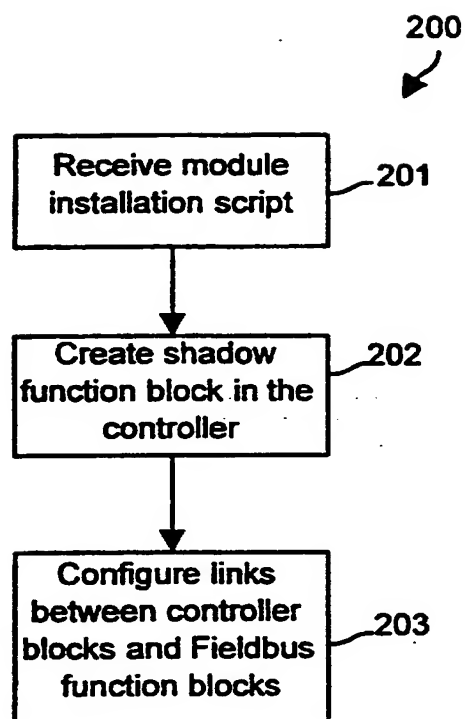 200
Receive module
installation script
201
Create shadow
function block in the
controller
202
Configure links
between controller
blocks and Fieldbus
function blocks
203